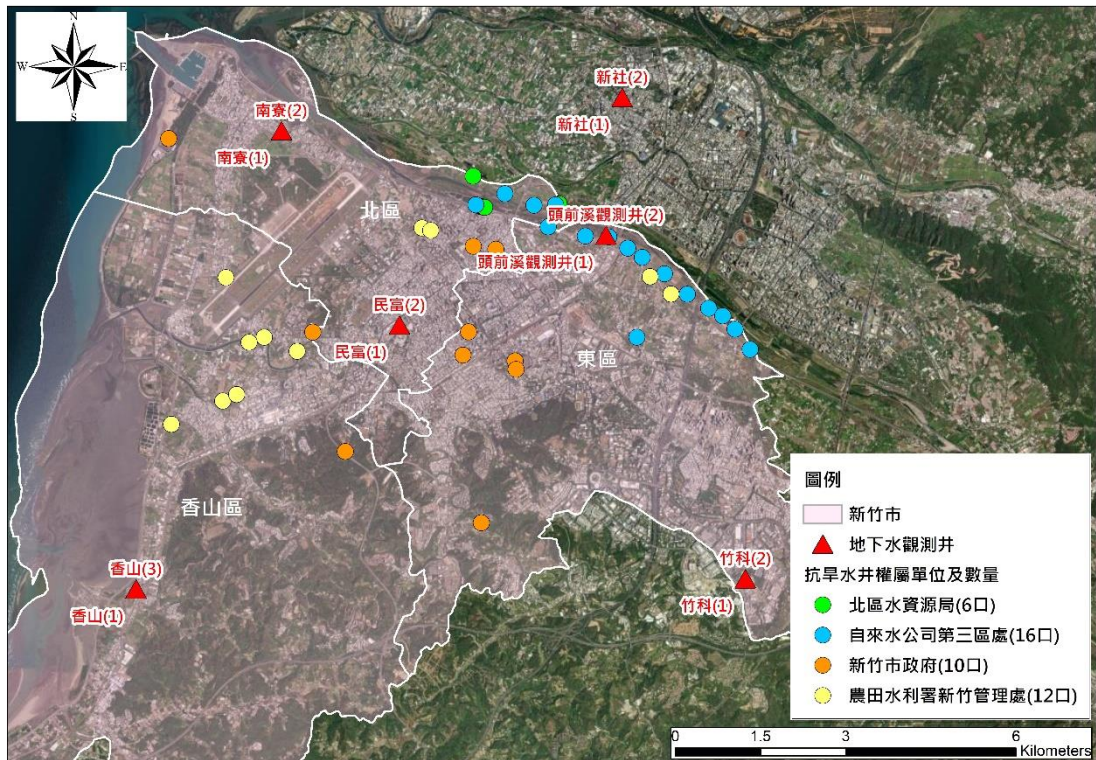 N
W
E
S
新社(2)
新社(1)
南寮(2)
南寮(1)
北區
頭前溪觀測井(2)
頭前溪觀測井(1)
民富(2)
民富(1)
東區
香山區
香山(3)
香山(1)
竹科(2)
竹科(1)
圖例
新竹市
地下水觀測井
抗旱水井權屬單位及數量
北區水資源局(6口)
自來水公司第三區處(16口)
新竹市政府(10口)
農田水利署新竹管理處(12口)
0 1.5 3 6
Kilometers